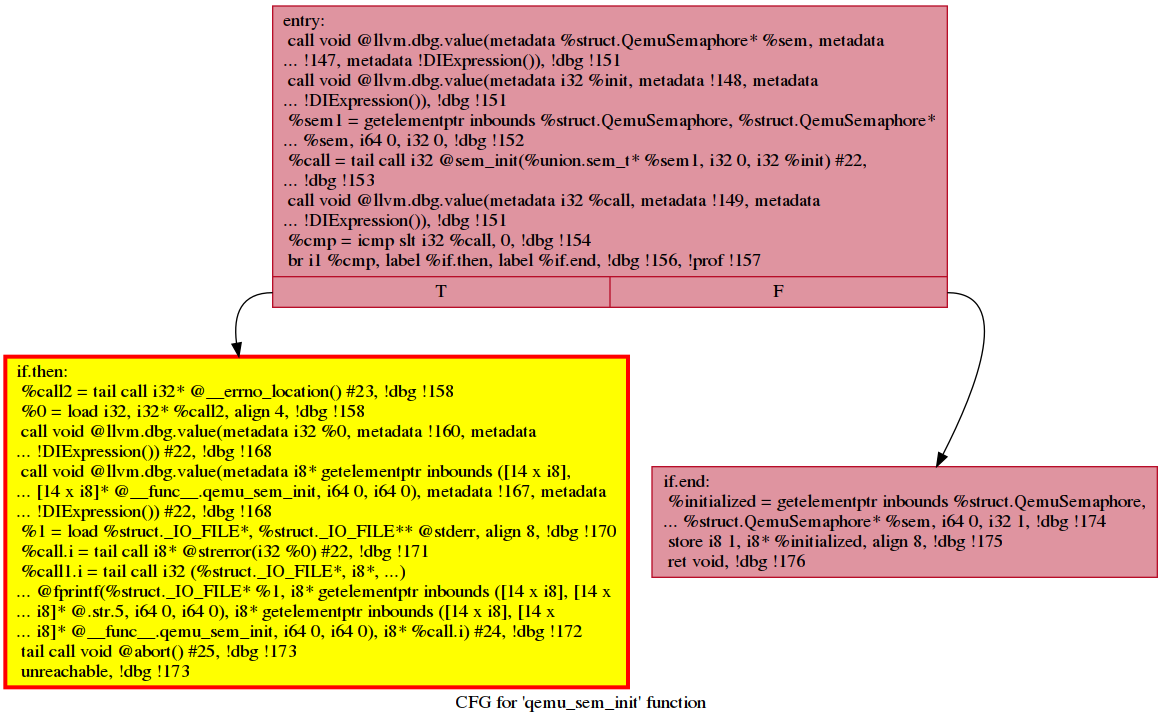 entry:
call void @llvm.dbg.value(metadata %struct.QemuSemaphore* %sem, metadata
... !147, metadata !DIExpression()), !dbg !151
call void @llvm.dbg.value(metadata i32 %init, metadata !148, metadata
... !DIExpression()), !dbg !151
%sem1 = getelementptr inbounds %struct.QemuSemaphore, %struct.QemuSemaphore*
... %sem, i64 0, i32 0, !dbg !152
%call = tail call i32 @sem_init(%union.sem_t* %sem1, i32 0, i32 %init) #22,
... !dbg !153
call void @llvm.dbg.value(metadata i32 %call, metadata !149, metadata
... !DIExpression()), !dbg !151
%cmp = icmp slt i32 %call, 0, !dbg !154
br i1 %cmp, label %if.then, label %if.end, !dbg !156, !prof !157
T
F
if.then:
%call2 = tail call i32* @__errno_location() #23, !dbg !158
%0 = load i32, i32* %call2, align 4, !dbg !158
call void @llvm.dbg.value(metadata i32 %0, metadata !160, metadata
... !DIExpression()) #22, !dbg !168
call void @llvm.dbg.value(metadata i8* getelementptr inbounds ([14 x i8],
... [14 x i8]* @__func__.qemu_sem_init, i64 0, i64 0), metadata !167, metadata
... !DIExpression()) #22, !dbg !168
%1 = load %struct._IO_FILE*, %struct._IO_FILE** @stderr, align 8, !dbg !170
%call.i = tail call i8* @strerror(i32 %0) #22, !dbg !171
%call1.i = tail call i32 (%struct._IO_FILE*, i8*, ...)
... @fprintf(%struct._IO_FILE* %1, i8* getelementptr inbounds ([14 x i8], [14 x
... i8]* @.str.5, i64 0, i64 0), i8* getelementptr inbounds ([14 x i8], [14 x
... i8]* @__func__.qemu_sem_init, i64 0, i64 0), i8* %call.i) #24, !dbg !172
tail call void @abort() #25, !dbg !173
unreachable, !dbg !173
if.end:
%initialized = getelementptr inbounds %struct.QemuSemaphore,
... %struct.QemuSemaphore* %sem, i64 0, i32 1, !dbg !174
store i8 1, i8* %initialized, align 8, !dbg !175
ret void, !dbg !176
CFG for 'qemu_sem_init' function